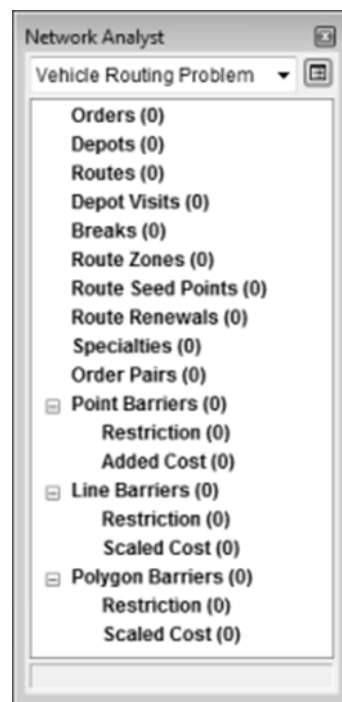 Network Analyst
Vehicle Routing Problem
Orders (0)
Depots (0)
Routes (0)
Depot Visits (0)
Breaks (0)
Route Zones (0)
Route Seed Points (0)
Route Renewals (0)
Specialties (0)
Order Pairs (0)
Point Barriers (0)
Restriction (0)
Added Cost (0)
Line Barriers (0)
Restriction (0)
Scaled Cost (0)
Polygon Barriers (0)
Restriction (0)
Scaled Cost (0)